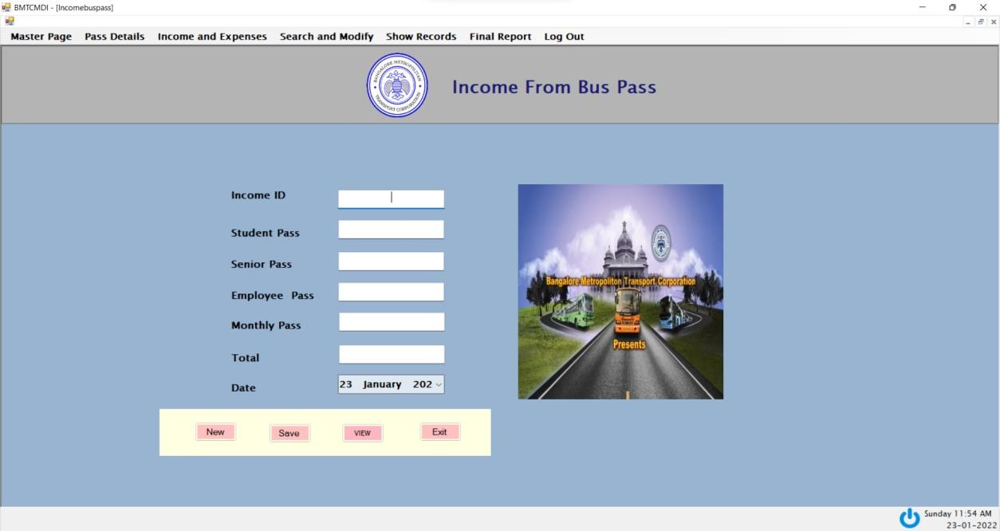 BMTCMDI - [Incomebuspass]
Master Page Pass Details Income and Expenses Search and Modify Show Records Final Report Log Out
BANGALORE METROPOLITAN
TRANSPORT CORPORATION
Income From Bus Pass
Income ID
Student Pass
Senior Pass
Employee Pass
Monthly Pass
Total
Date
23 January 202
Bangalore Metropoliton Transport Corporation
Presents
New Save VIEW Exit
Sunday 11:54 AM
23-01-2022